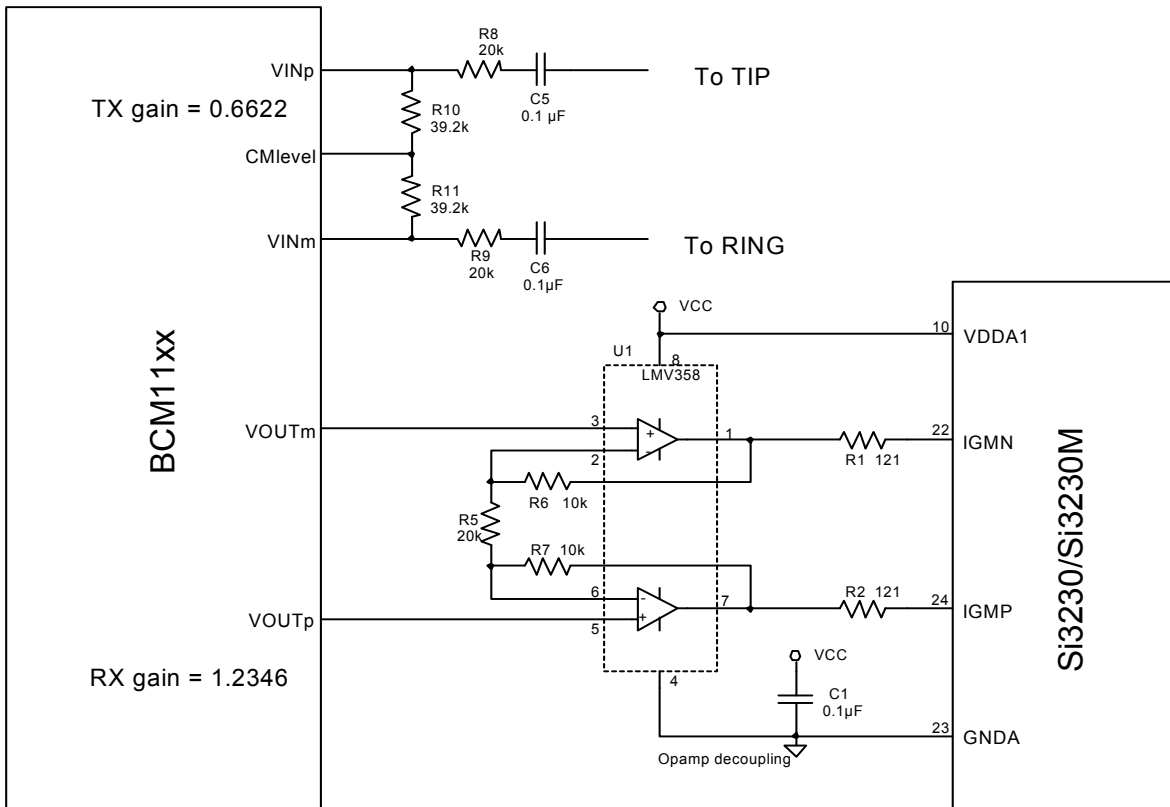 R8
20k
VINp
To TIP
C5
0.1 µF
TX gain = 0.6622
R10
39.2k
CMlevel
R11
39.2k
VINm
To RING
R9
20k
C6
0.1µF
VCC
10
VDDA1
U1
8
LMV358
BCM11xx
VOUTm
3
+
1
22
IGMN
2
-
R1 121
R6 10k
R5
20k
R7 10k
6
-
7
R2 121
24
IGMP
VOUTp
+
5
Si3230/Si3230M
VCC
RX gain = 1.2346
4
C1
0.1µF
23
GNDA
Opamp decoupling